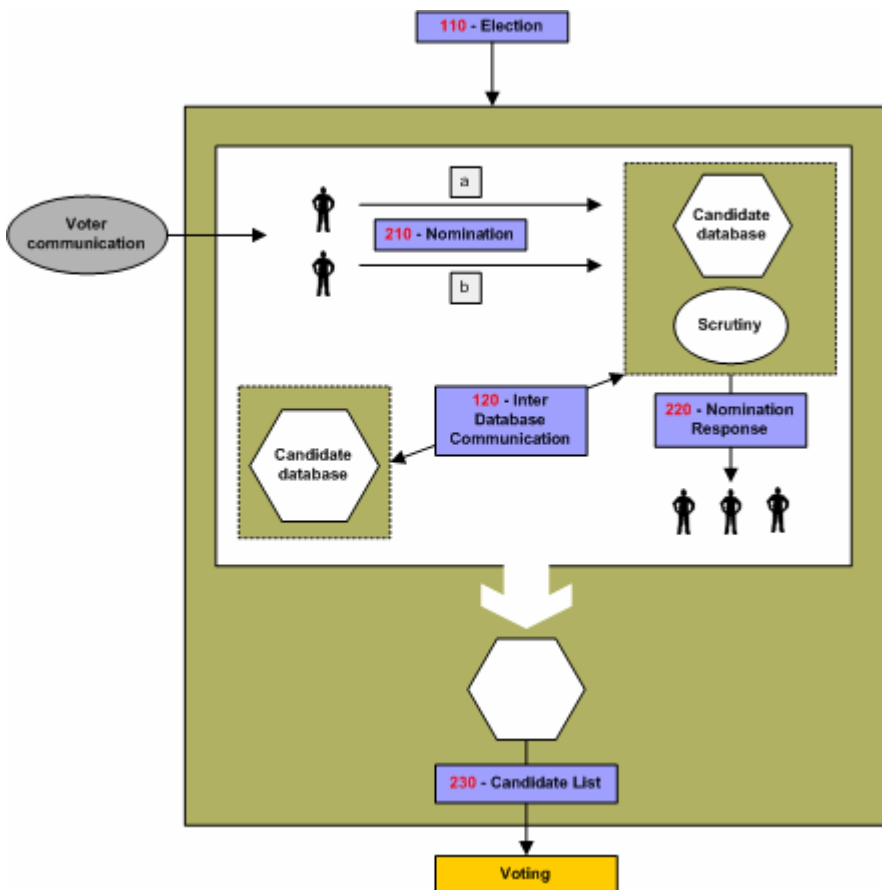 110 - Election
a
Candidate
database
Voter
communication
210 - Nomination
b
Scrutiny
120 - Inter
Database
Communication
220 - Nomination
Response
Candidate
database
230 - Candidate List
Voting